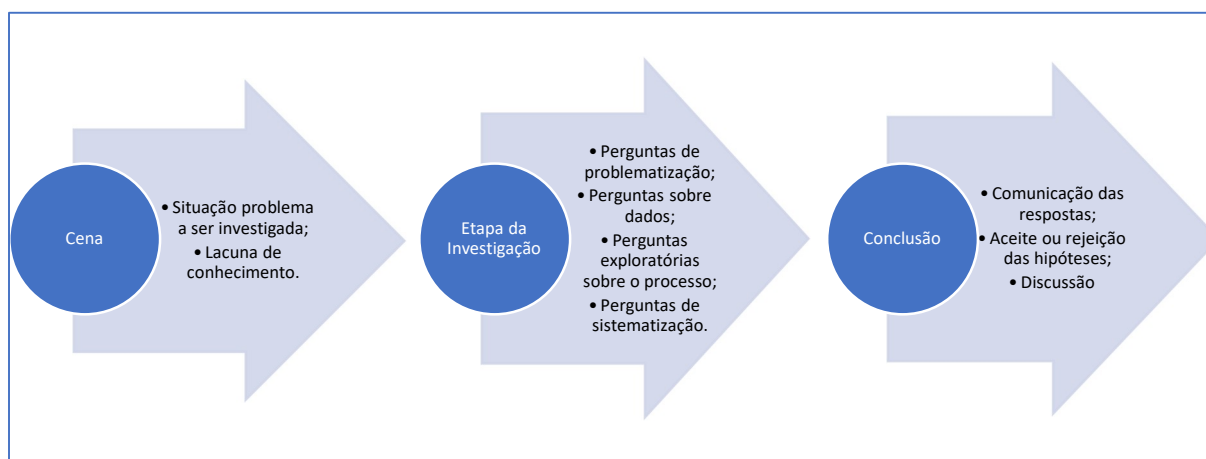 Cena
• Situação problema
a ser investigada;
• Lacuna de
conhecimento.
Etapa da
Investigação
• Perguntas de
problematização;
• Perguntas sobre
dados;
• Perguntas
exploratórias
sobre o processo;
• Perguntas de
sistematização.
Conclusão
• Comunicação das
respostas;
• Aceite ou rejeição
das hipóteses;
• Discussão